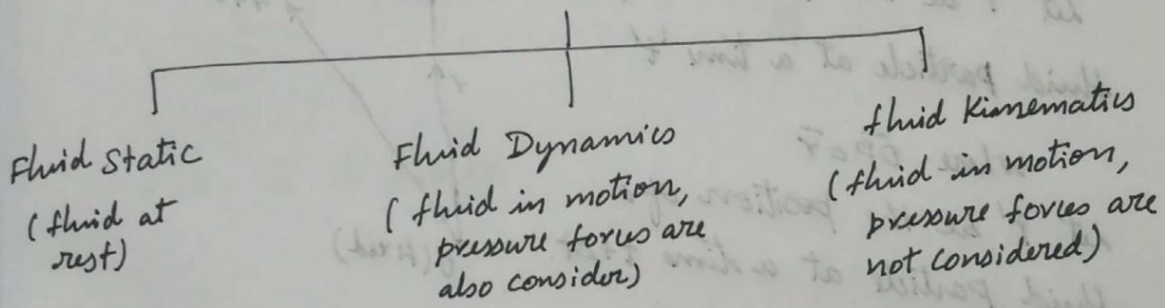 Fluid Static
(fluid at
rest)
Fluid Dynamics
(fluid in motion,
pressure forces are
also consider)
fluid Kinematics
(fluid in motion,
pressure forces are
not considered)